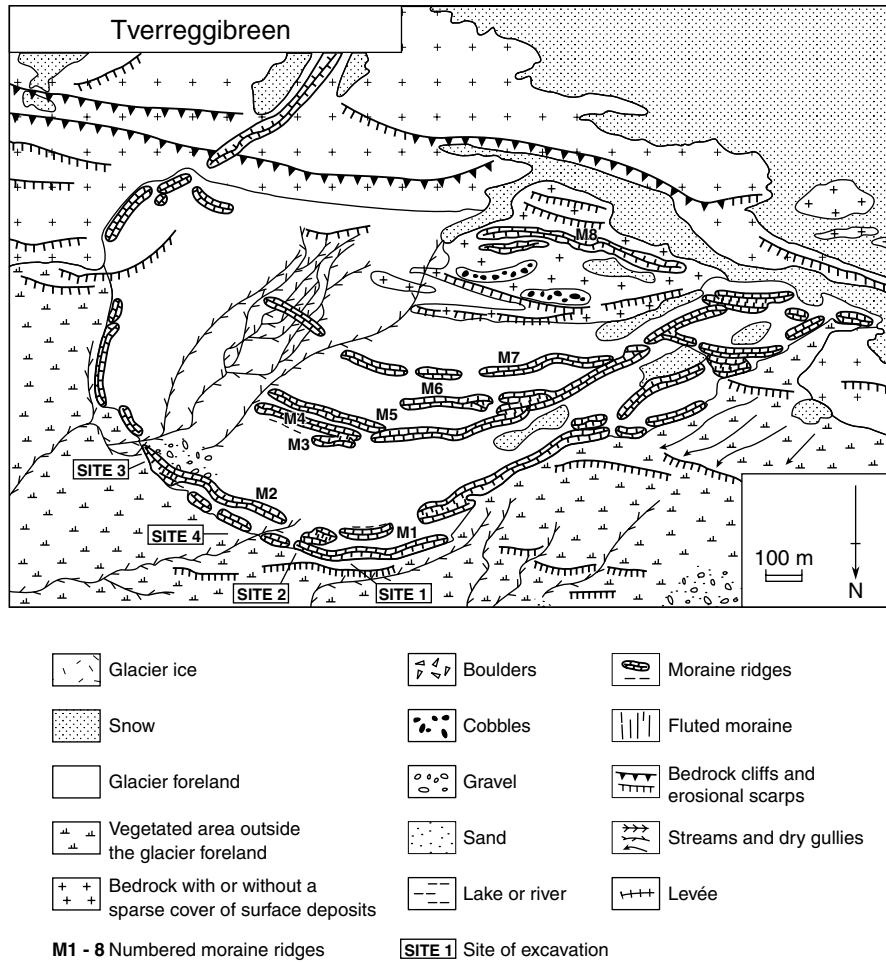 Tverreggibreen
M8
M7
M6
M5
M4
M3
SITE 3
M2
SITE 4
M1
SITE 2
SITE 1
100 m
N
Glacier ice
Snow
Glacier foreland
Vegetated area outside
the glacier foreland
Bedrock with or without a
sparse cover of surface deposits
M1 - 8 Numbered moraine ridges
Boulders
Cobbles
Gravel
Sand
Lake or river
SITE 1 Site of excavation
Moraine ridges
Fluted moraine
Bedrock cliffs and
erosional scarps
Streams and dry gullies
Levée